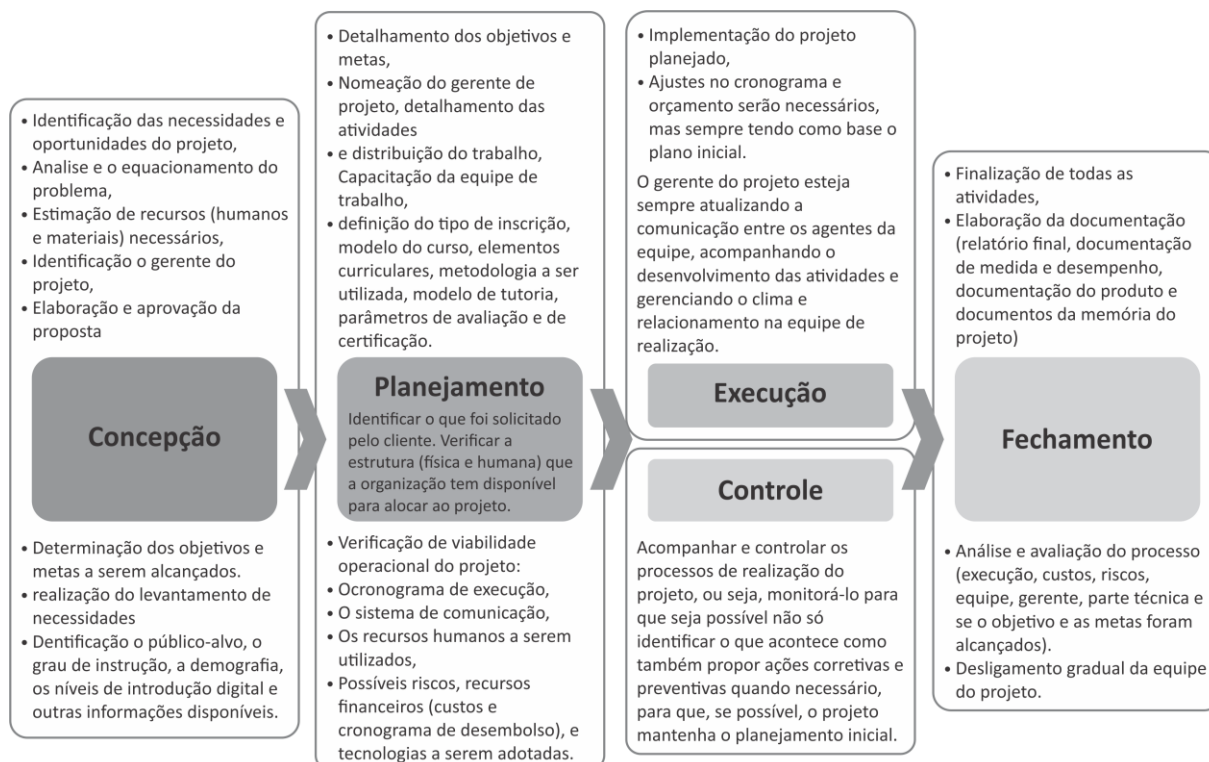 • Identificação das necessidades e
oportunidades do projeto,
• Analise e o equacionamento do
problema,
• Estimação de recursos (humanos
e materiais) necessários,
• Identificação o gerente do
projeto,
• Elaboração e aprovação da
proposta
Concepção
• Determinação dos objetivos e
metas a serem alcançados.
• realização do levantamento de
necessidades
• Dentificação o público-alvo, o
grau de instrução, a demografia,
os níveis de introdução digital e
outras informações disponíveis.
• Detalhamento dos objetivos e
metas,
• Nomeação do gerente de
projeto, detalhamento das
atividades
• e distribuição do trabalho,
Capacitação da equipe de
trabalho,
• definição do tipo de inscrição,
modelo do curso, elementos
curriculares, metodologia a ser
utilizada, modelo de tutoria,
parâmetros de avaliação e de
certificação.
Planejamento
Identificar o que foi solicitado
pelo cliente. Verificar a
estrutura (física e humana) que
a organização tem disponível
para alocar ao projeto.
• Verificação de viabilidade
operacional do projeto:
• Ocronograma de execução,
• O sistema de comunicação,
• Os recursos humanos a serem
utilizados,
• Possíveis riscos, recursos
financeiros (custos e
cronograma de desembolso), e
tecnologias a serem adotadas.
• Implementação do projeto
planejado,
• Ajustes no cronograma e
orçamento serão necessários,
mas sempre tendo como base o
plano inicial.
O gerente do projeto esteja
sempre atualizando a
comunicação entre os agentes da
equipe, acompanhando o
desenvolvimento das atividades e
gerenciando o clima e
relacionamento na equipe de
realização.
Execução
Controle
Acompanhar e controlar os
processos de realização do
projeto, ou seja, monitorá-lo para
que seja possível não só
identificar o que acontece como
também propor ações corretivas e
preventivas quando necessário,
para que, se possível, o projeto
mantenha o planejamento inicial.
• Finalização de todas as
atividades,
• Elaboração da documentação
(relatório final, documentação
de medida e desempenho,
documentação do produto e
documentos da memória do
projeto)
Fechamento
• Análise e avaliação do processo
(execução, custos, riscos,
equipe, gerente, parte técnica e
se o objetivo e as metas foram
alcançados).
• Desligamento gradual da equipe
do projeto.